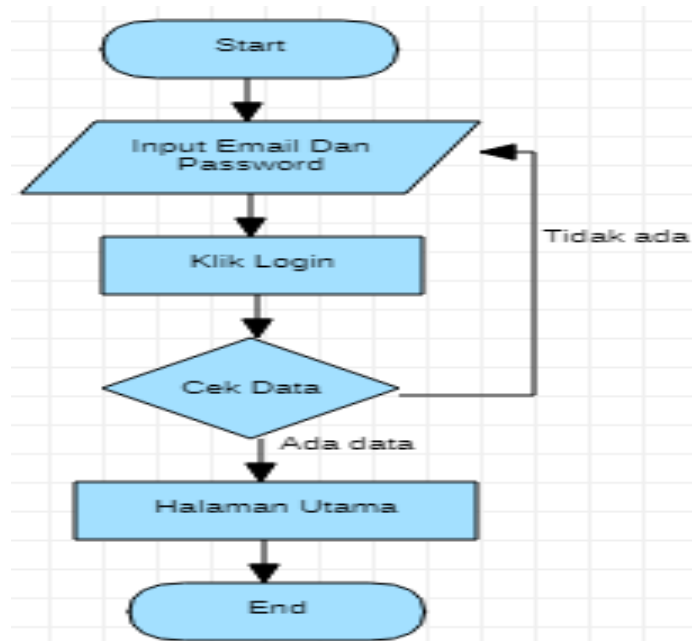 Start
Input Email Dan
Password
Klik Login
Tidak ada
Cek Data
Ada data
Halaman Utama
End